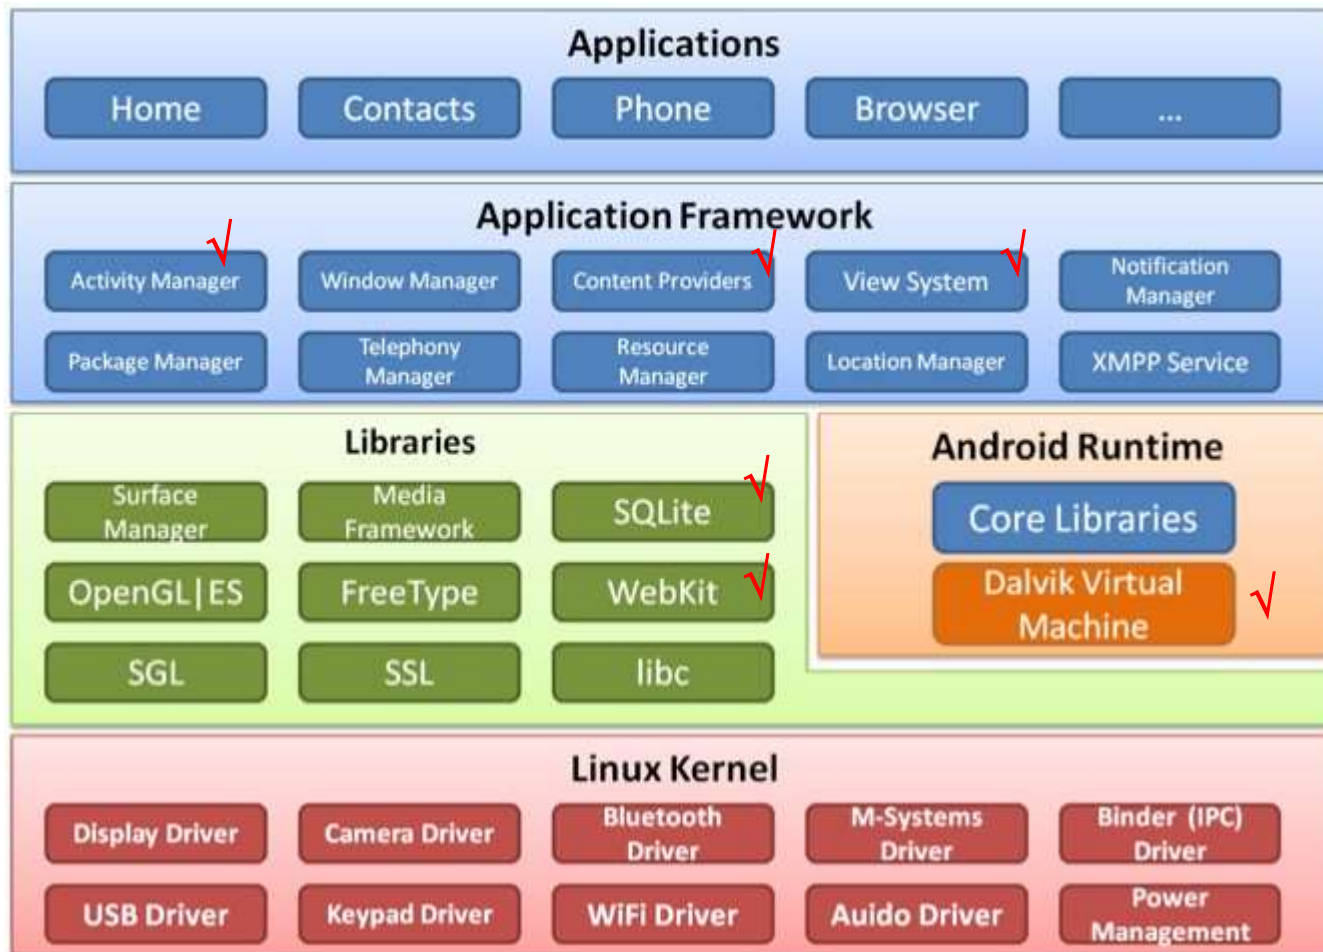 Applications
Home
Contacts
Phone
Browser
...
Application Framework
√
√
√
Activity Manager
Window Manager
Content Providers
View System
Notification
Manager
Package Manager
Telephony
Manager
Resource
Manager
Location Manager
XMPP Service
Libraries
Surface
Manager
Media
Framework
SQLite
√
OpenGL|ES
FreeType
WebKit
√
SGL
SSL
libc
Android Runtime
Core Libraries
Dalvik Virtual
Machine
√
Linux Kernel
Display Driver
Camera Driver
Bluetooth
Driver
M-Systems
Driver
Binder (IPC)
Driver
USB Driver
Keypad Driver
WiFi Driver
Auido Driver
Power
Management